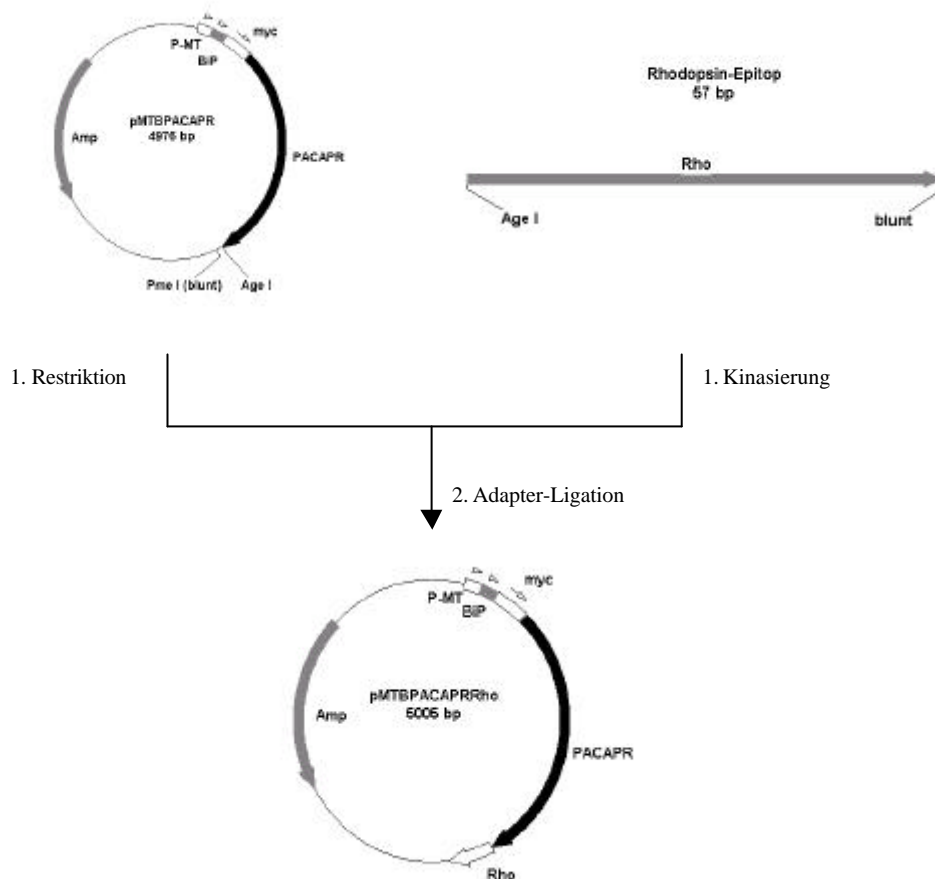 myc
P-MT
BiP
pMTBPACAPR
4976 bp
Amp
PACAPR
Pme I (blunt)
Age I
Rhodopsin-Epitop
57 bp
Rho
Age I
blunt
1. Restriktion
1. Kinasierung
2. Adapter-Ligation
myc
P-MT
BiP
pMTBPACAPRRho
5005 bp
Amp
PACAPR
Rho